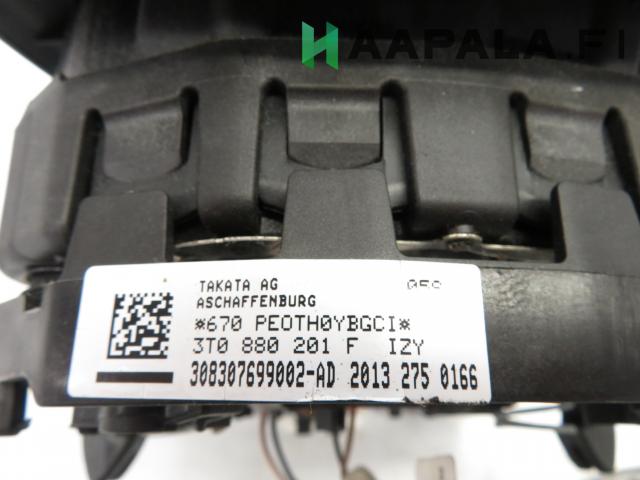 HAAPALA.FI
TAKATA AG
ASCHAFFENBURG
*670 PEOTH0YBGCI*
3T0 880 201 F IZY
308307699002-AD 2013 275 0166